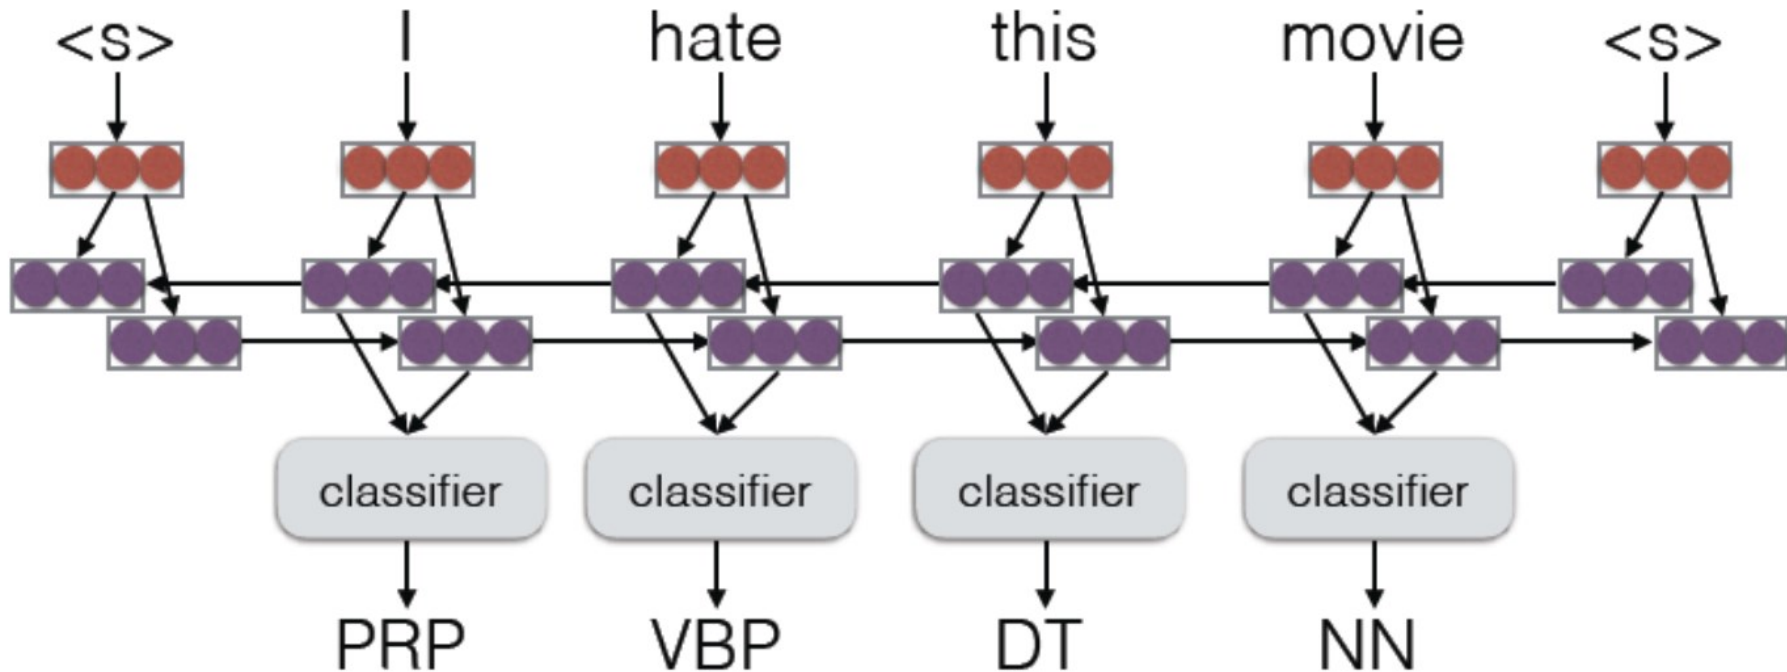 <s> I hate this movie <s>
classifier classifier classifier classifier
PRP VBP DT NN